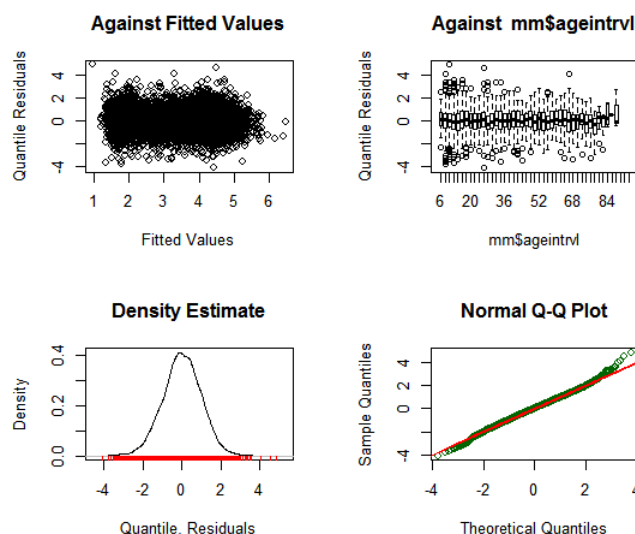 Against Fitted Values
Quantile Residuals
4
2
0
-4
1 2 3 4 5 6
Fitted Values
Against mm$ageintrvl
Quantile Residuals
4
2
0
-4
6 20 36 52 68 84
mm$ageintrvl
Density Estimate
Density
0.4
0.2
0.0
-4 -2 0 2 4
Quantile. Residuals
Normal Q-Q Plot
Sample Quantiles
4
2
0
-4
-4 -2 0 2 4
Theoretical Quantiles